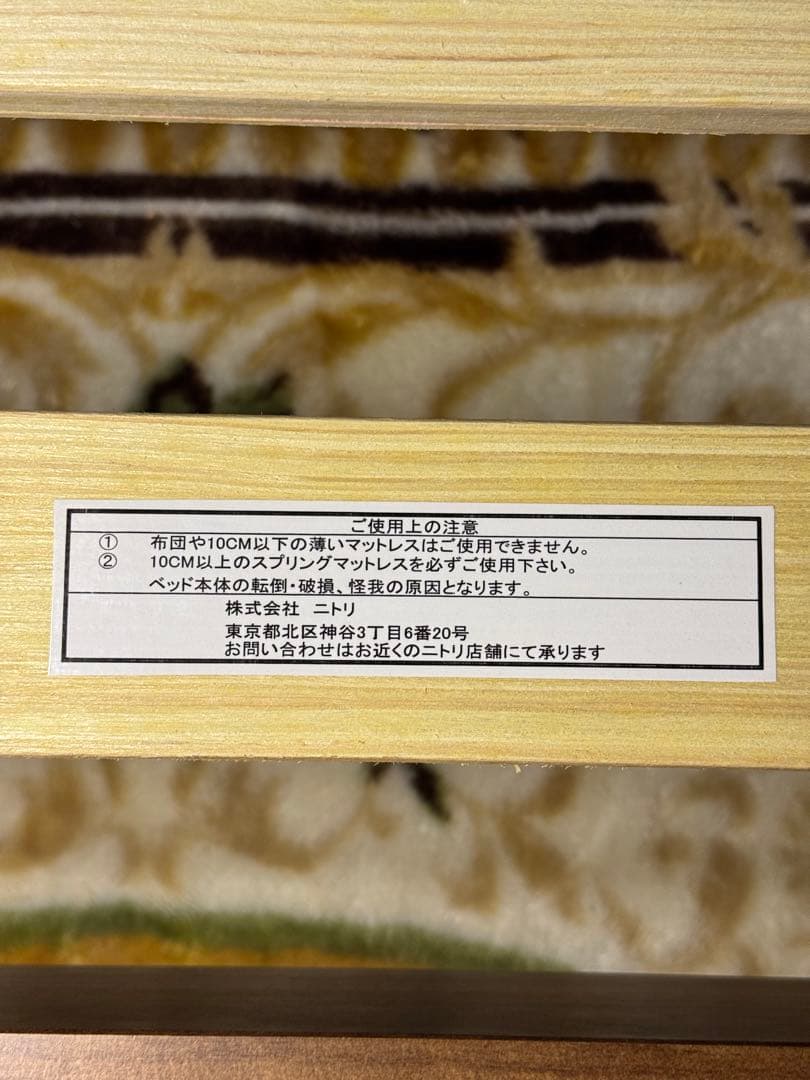 ご使用上の注意
① 布団や10CM以下の薄いマットレスはご使用できません。
② 10CM以上のスプリングマットレスを必ずご使用下さい。
ベッド本体の転倒・破損、怪我の原因となります。
株式会社 ニトリ
東京都北区神谷3丁目6番20号
お問い合わせはお近くのニトリ店舗にて承ります